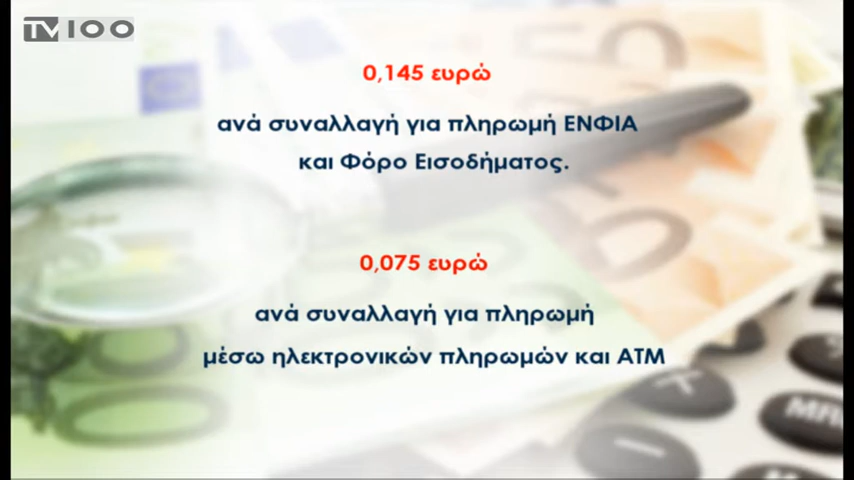 TV100
0,145 ευρώ
ανά συναλλαγή για πληρωμή ΕΝΦΙΑ
και Φόρο Εισοδήματος.
0,075 ευρώ
ανά συναλλαγή για πληρωμή
μέσω ηλεκτρονικών πληρωμών και ΑΤΜ